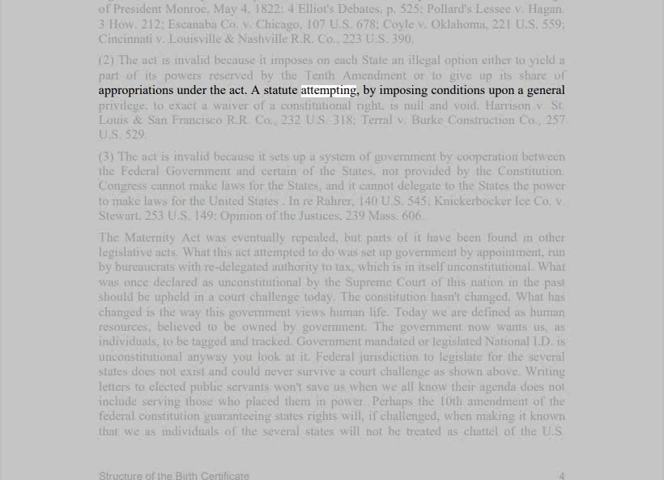 of President Monroe, May 4, 1822; 4 Elliot's Debates, p. 525; Pollard's Lessee v. Hagan.
3 How. 212; Escanaba Co. v. Chicago, 107 U.S. 678; Coyle v. Oklahoma, 221 U.S. 559;
Cincinnati v. Louisville & Nashville R.R. Co., 223 U.S. 390.
(2) The act is invalid because it imposes on each State an illegal option either to yield a
part of its powers reserved by the Tenth Amendment or to give up its share of
appropriations under the act. A statute attempting, by imposing conditions upon a general
privilege, to exact a waiver of a constitutional right, is null and void. Harrison v. St.
Louis & San Francisco R.R. Co., 232 U.S. 318; Terral v. Burke Construction Co., 257
U.S. 529.
(3) The act is invalid because it sets up a system of government by cooperation between
the Federal Government and certain of the States, not provided by the Constitution.
Congress cannot make laws for the States, and it cannot delegate to the States the power
to make laws for the United States . In re Rahrer, 140 U.S. 545; Knickerbocker Ice Co. v.
Stewart, 253 U.S. 149; Opinion of the Justices, 239 Mass. 606.
The Maternity Act was eventually repealed, but parts of it have been found in other
legislative acts. What this act attempted to do was set up government by appointment, run
by bureaucrats with re-delegated authority to tax, which is in itself unconstitutional. What
was once declared as unconstitutional by the Supreme Court of this nation in the past
should be upheld in a court challenge today. The constitution hasn't changed. What has
changed is the way this government views human life. Today we are defined as human
resources, believed to be owned by government. The government now wants us, as
individuals, to be tagged and tracked. Government mandated or legislated National I.D. is
unconstitutional anyway you look at it. Federal jurisdiction to legislate for the several
states does not exist and could never survive a court challenge as shown above. Writing
letters to elected public servants won't save us when we all know their agenda does not
include serving those who placed them in power. Perhaps the 10th amendment of the
federal constitution guaranteeing states rights will, if challenged, when making it known
that we as individuals of the several states will not be treated as chattel of the U.S.
Structure of the Birth Certificate 4